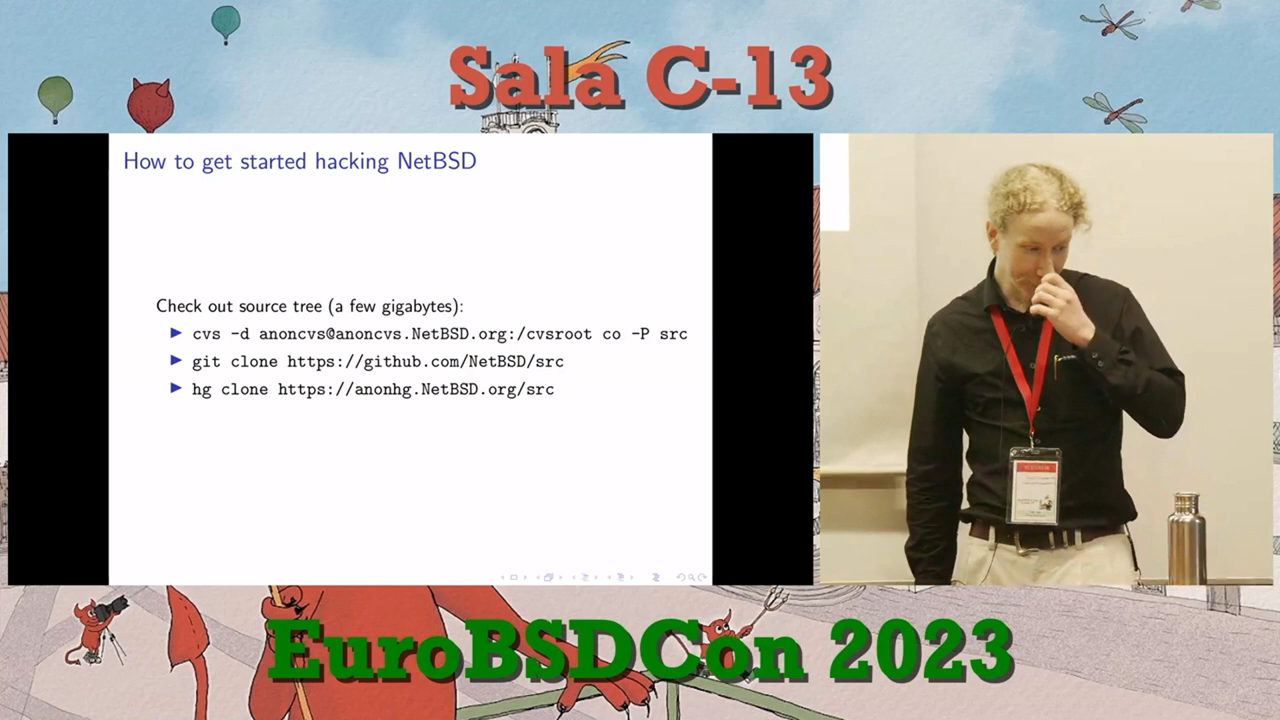 Sala C-13
How to get started hacking NetBSD
Check out source tree (a few gigabytes):
cvs -d anoncvs@anoncvs.NetBSD.org:/cvsroot co -P src
git clone https://github.com/NetBSD/src
hg clone https://anonhg.NetBSD.org/src
EuroBSDCon 2023